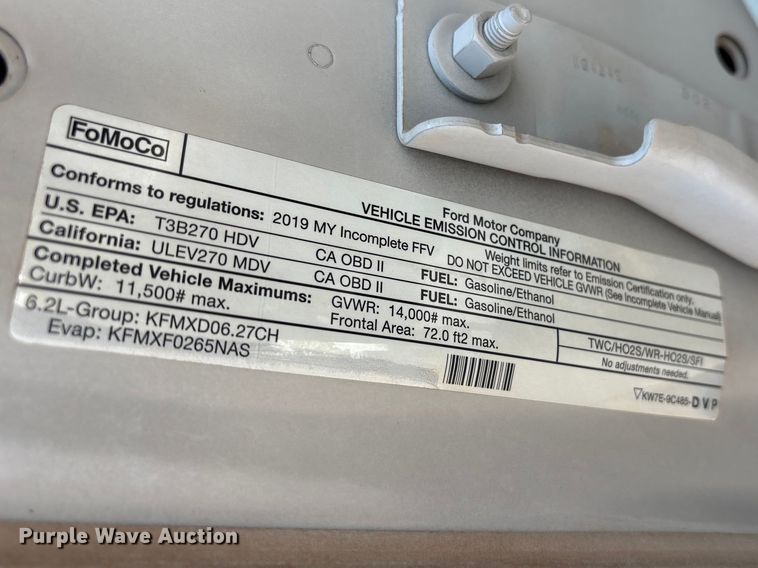 FoMoCo
Ford Motor Company
VEHICLE EMISSION CONTROL INFORMATION
Conforms to regulations: 2019 MY Incomplete FFV
Weight limits refer to Emission Certification only.
DO NOT EXCEED VEHICLE GVWR (See Incomplete Vehicle Manual)
U.S. EPA: T3B270 HDV CA OBD II FUEL: Gasoline/Ethanol
California: ULEV270 MDV CA OBD II FUEL: Gasoline/Ethanol
Completed Vehicle Maximums: GVWR: 14,000# max.
CurbW: 11,500# max. Frontal Area: 72.0 ft2 max.
6.2L-Group: KFMXD06.27CH
Evap: KFMXF0265NAS
TWC/HO2S/WR-HO2S/SFI
No adjustments needed.
KW7E-9C485-DVP
Purple Wave Auction